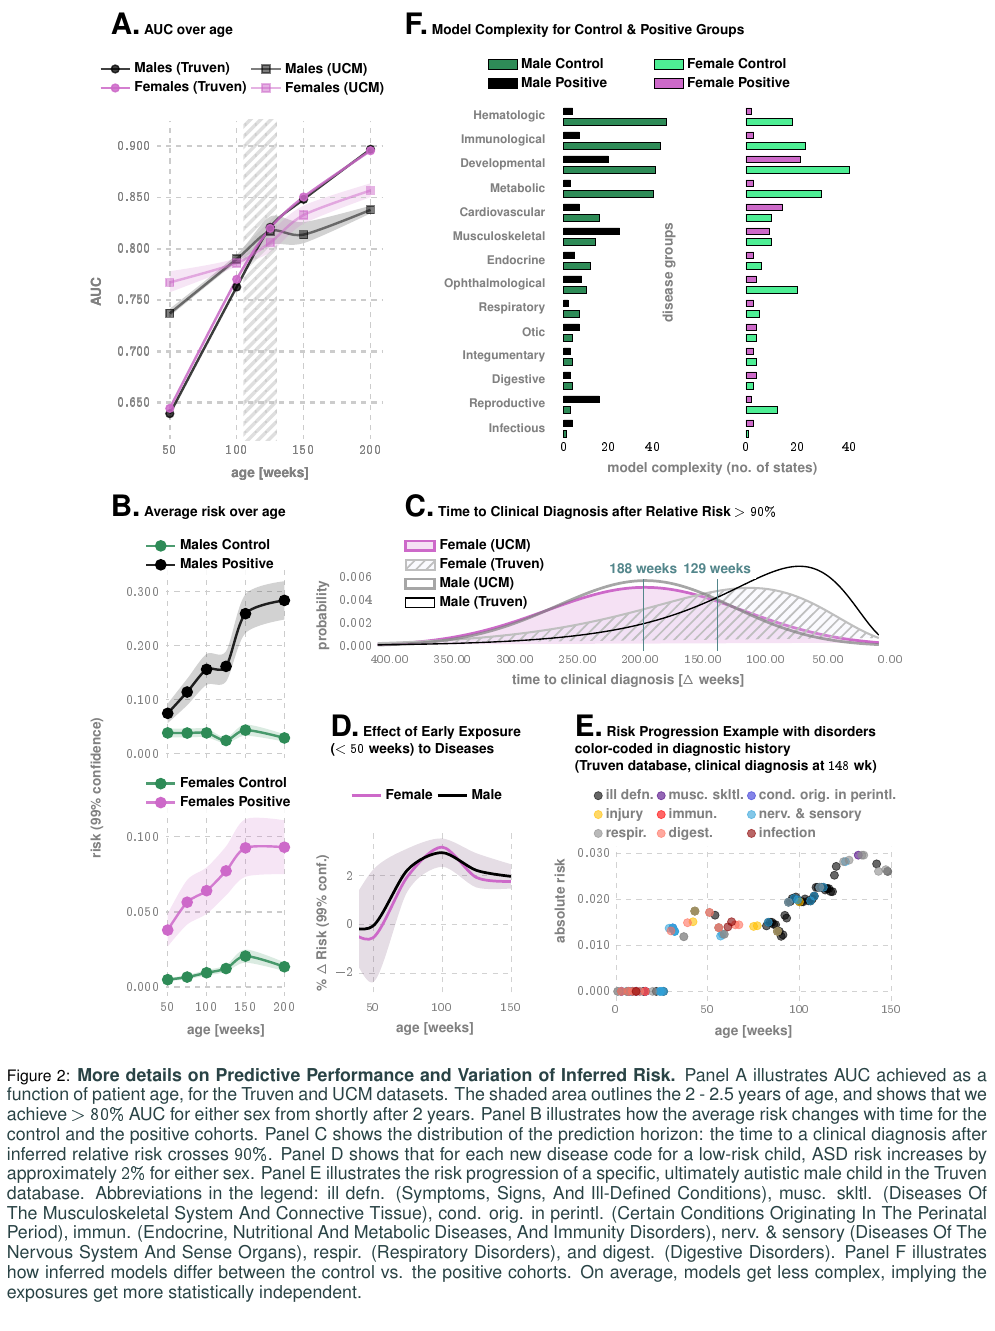 A. AUC over age
Males (Truven)
Males (UCM)
Females (Truven)
Females (UCM)
0.900
0.850
0.800
0.750
0.700
0.650
AUC
50 100 150 200
age [weeks]
F. Model Complexity for Control & Positive Groups
Male Control
Female Control
Male Positive
Female Positive
Hematologic
Immunological
Developmental
Metabolic
Cardiovascular
Musculoskeletal
Endocrine
Ophthalmological
Respiratory
Otic
Integumentary
Digestive
Reproductive
Infectious
disease groups
0 20 40
0 20 40
model complexity (no. of states)
B. Average risk over age
Males Control
Males Positive
0.300
0.200
0.100
0.000
Females Control
Females Positive
0.100
0.050
0.000
risk (99% confidence)
50 100 150 200
age [weeks]
C. Time to Clinical Diagnosis after Relative Risk > 90%
Female (UCM)
Female (Truven)
Male (UCM)
Male (Truven)
188 weeks 129 weeks
0.006
0.004
0.002
0.000
probability
400.00 350.00 300.00 250.00 200.00 150.00 100.00 50.00 0.00
time to clinical diagnosis [△ weeks]
D. Effect of Early Exposure
(< 50 weeks) to Diseases
Female Male
2
0
−2
% △ Risk (99% conf.)
50 100 150
age [weeks]
E. Risk Progression Example with disorders
color-coded in diagnostic history
(Truven database, clinical diagnosis at 148 wk)
ill defn. musc. skltl. cond. orig. in perintl.
injury immun. nerv. & sensory
respir. digest. infection
0.030
0.020
0.010
0.000
absolute risk
0 50 100 150
age [weeks]
Figure 2: More details on Predictive Performance and Variation of Inferred Risk. Panel A illustrates AUC achieved as a
function of patient age, for the Truven and UCM datasets. The shaded area outlines the 2 - 2.5 years of age, and shows that we
achieve > 80% AUC for either sex from shortly after 2 years. Panel B illustrates how the average risk changes with time for the
control and the positive cohorts. Panel C shows the distribution of the prediction horizon: the time to a clinical diagnosis after
inferred relative risk crosses 90%. Panel D shows that for each new disease code for a low-risk child, ASD risk increases by
approximately 2% for either sex. Panel E illustrates the risk progression of a specific, ultimately autistic male child in the Truven
database. Abbreviations in the legend: ill defn. (Symptoms, Signs, And Ill-Defined Conditions), musc. skltl. (Diseases Of
The Musculoskeletal System And Connective Tissue), cond. orig. in perintl. (Certain Conditions Originating In The Perinatal
Period), immun. (Endocrine, Nutritional And Metabolic Diseases, And Immunity Disorders), nerv. & sensory (Diseases Of The
Nervous System And Sense Organs), respir. (Respiratory Disorders), and digest. (Digestive Disorders). Panel F illustrates
how inferred models differ between the control vs. the positive cohorts. On average, models get less complex, implying the
exposures get more statistically independent.